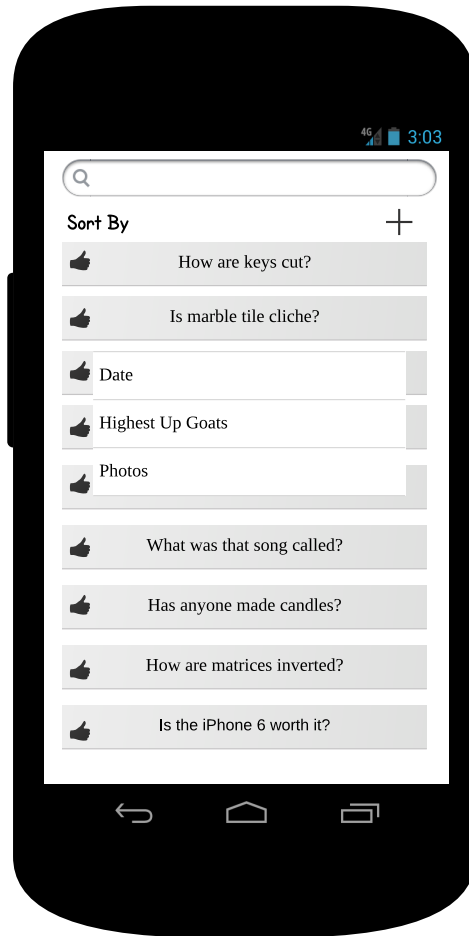 4G 3:03
Sort By
How are keys cut?
Is marble tile cliche?
Date
Highest Up Goats
Photos
What was that song called?
Has anyone made candles?
How are matrices inverted?
Is the iPhone 6 worth it?